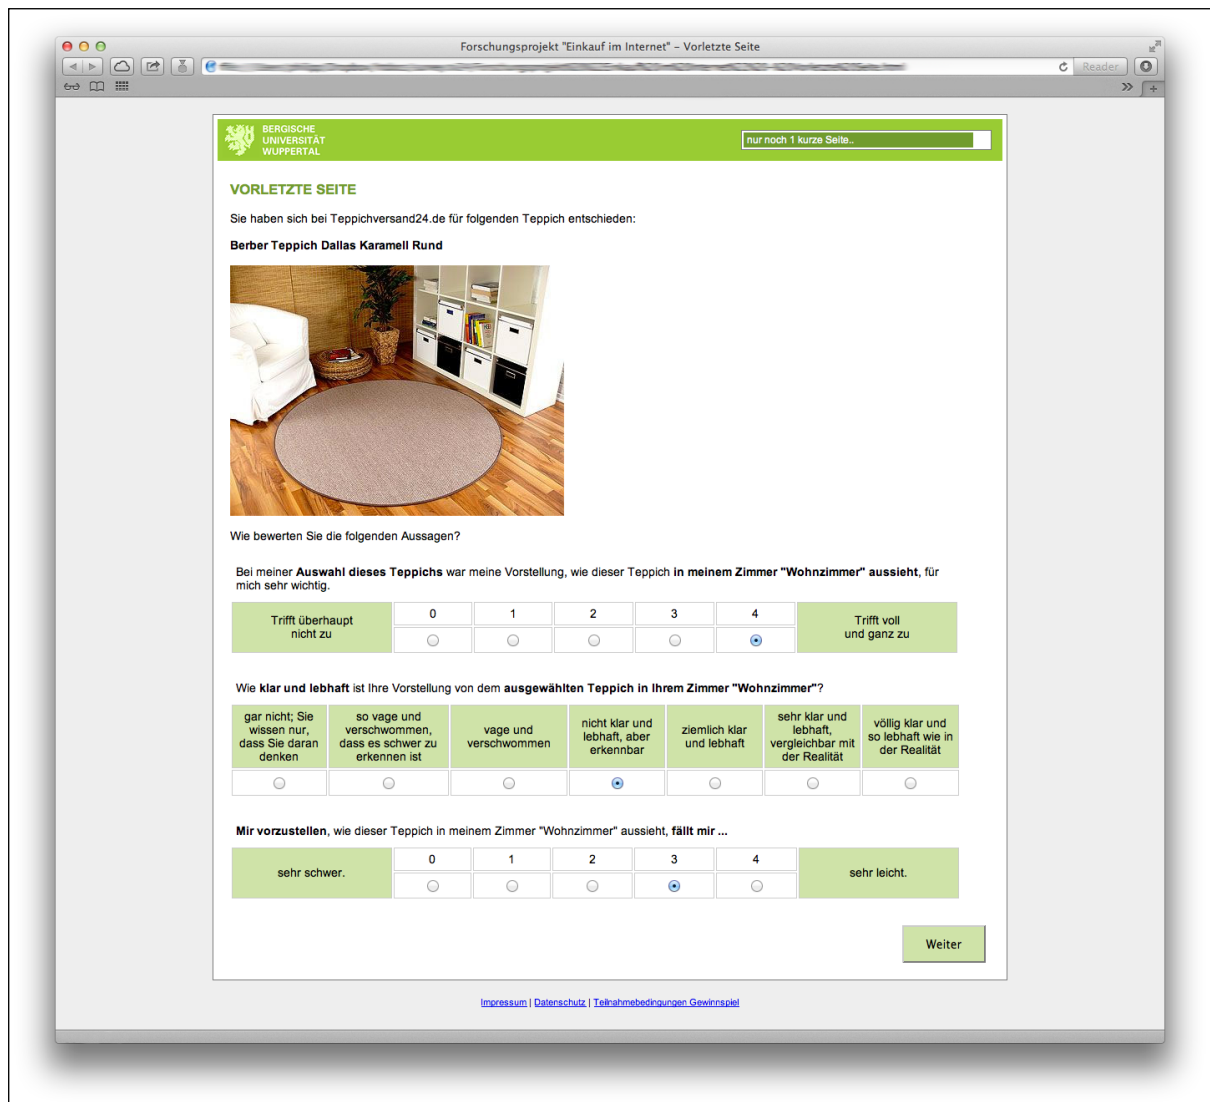 Forschungsprojekt "Einkauf im Internet" – Vorletzte Seite
Reader
BERGISCHE
UNIVERSITÄT
WUPPERTAL
nur noch 1 kurze Seite..
VORLETZTE SEITE
Sie haben sich bei Teppichversand24.de für folgenden Teppich entschieden:
Berber Teppich Dallas Karamell Rund
Wie bewerten Sie die folgenden Aussagen?
Bei meiner Auswahl dieses Teppichs war meine Vorstellung, wie dieser Teppich in meinem Zimmer "Wohnzimmer" aussieht, für
mich sehr wichtig.
Trifft überhaupt
nicht zu
0 1 2 3 4
Trifft voll
und ganz zu
Wie klar und lebhaft ist Ihre Vorstellung von dem ausgewählten Teppich in Ihrem Zimmer "Wohnzimmer"?
gar nicht; Sie
wissen nur,
dass Sie daran
denken
so vage und
verschwommen,
dass es schwer zu
erkennen ist
vage und
verschwommen
nicht klar und
lebhaft, aber
erkennbar
ziemlich klar
und lebhaft
sehr klar und
lebhaft,
vergleichbar mit
der Realität
völlig klar und
so lebhaft wie in
der Realität
Mir vorzustellen, wie dieser Teppich in meinem Zimmer "Wohnzimmer" aussieht, fällt mir ...
sehr schwer.
0 1 2 3 4
sehr leicht.
Weiter
Impressum | Datenschutz | Teilnahmebedingungen Gewinnspiel